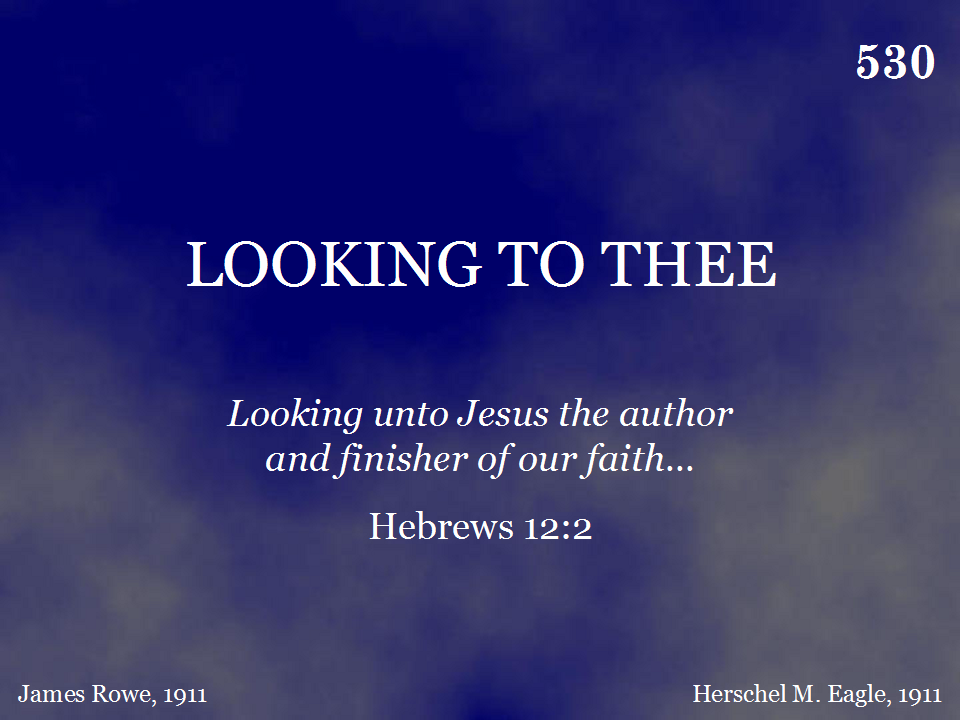 530
LOOKING TO THEE
Looking unto Jesus the author
and finisher of our faith...
Hebrews 12:2
James Rowe, 1911
Herschel M. Eagle, 1911